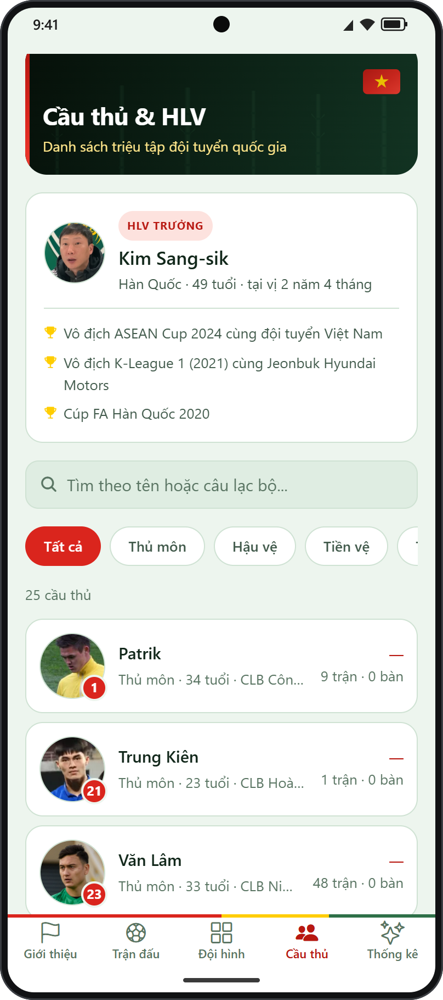 9:41
Cầu thủ & HLV
Danh sách triệu tập đội tuyển quốc gia
HLV TRƯỞNG
Kim Sang-sik
Hàn Quốc · 49 tuổi · tại vị 2 năm 4 tháng
Vô địch ASEAN Cup 2024 cùng đội tuyển Việt Nam
Vô địch K-League 1 (2021) cùng Jeonbuk Hyundai
Motors
Cúp FA Hàn Quốc 2020
Tìm theo tên hoặc câu lạc bộ...
Tất cả Thủ môn Hậu vệ Tiền vệ
25 cầu thủ
Patrik —
Thủ môn · 34 tuổi · CLB Côn... 9 trận · 0 bàn
1
Trung Kiên —
Thủ môn · 23 tuổi · CLB Hoà... 1 trận · 0 bàn
21
Văn Lâm —
Thủ môn · 33 tuổi · CLB Ni... 48 trận · 0 bàn
23
Giới thiệu Trận đấu Đội hình Cầu thủ Thống kê